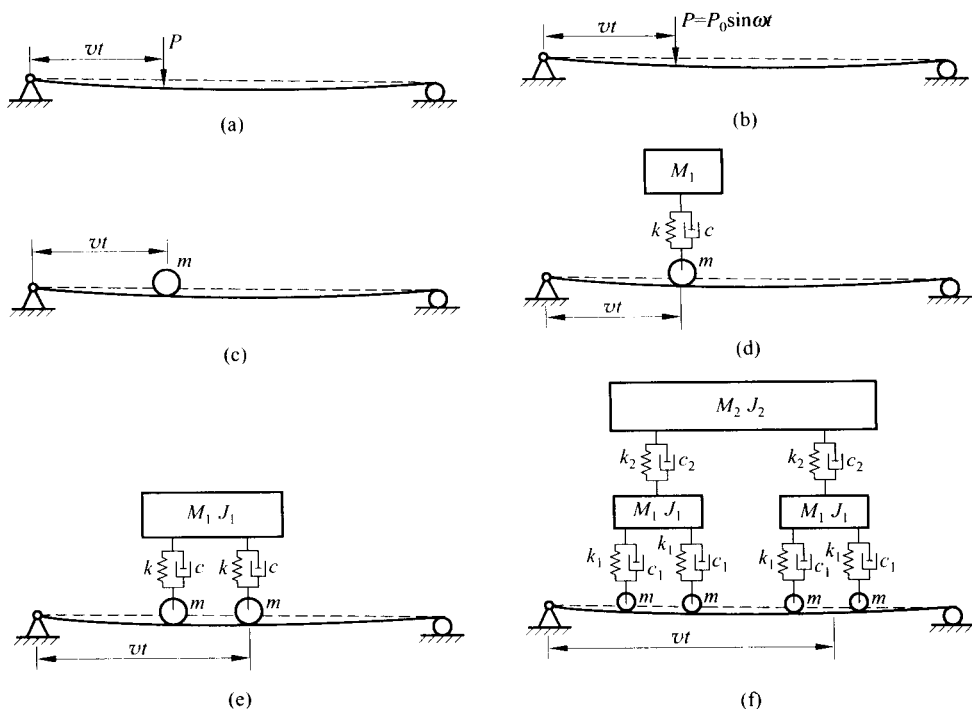 vt
P
(a)
vt
P=P₀sinωt
(b)
vt
m
(c)
M₁
k
c
m
vt
(d)
M₁ J₁
k
c
k
c
m
m
vt
(e)
M₂ J₂
k₂
c₂
k₂
c₂
M₁ J₁
M₁ J₁
k₁
c₁
k₁
c₁
k₁
c₁
k₁
c₁
m
m
m
m
vt
(f)